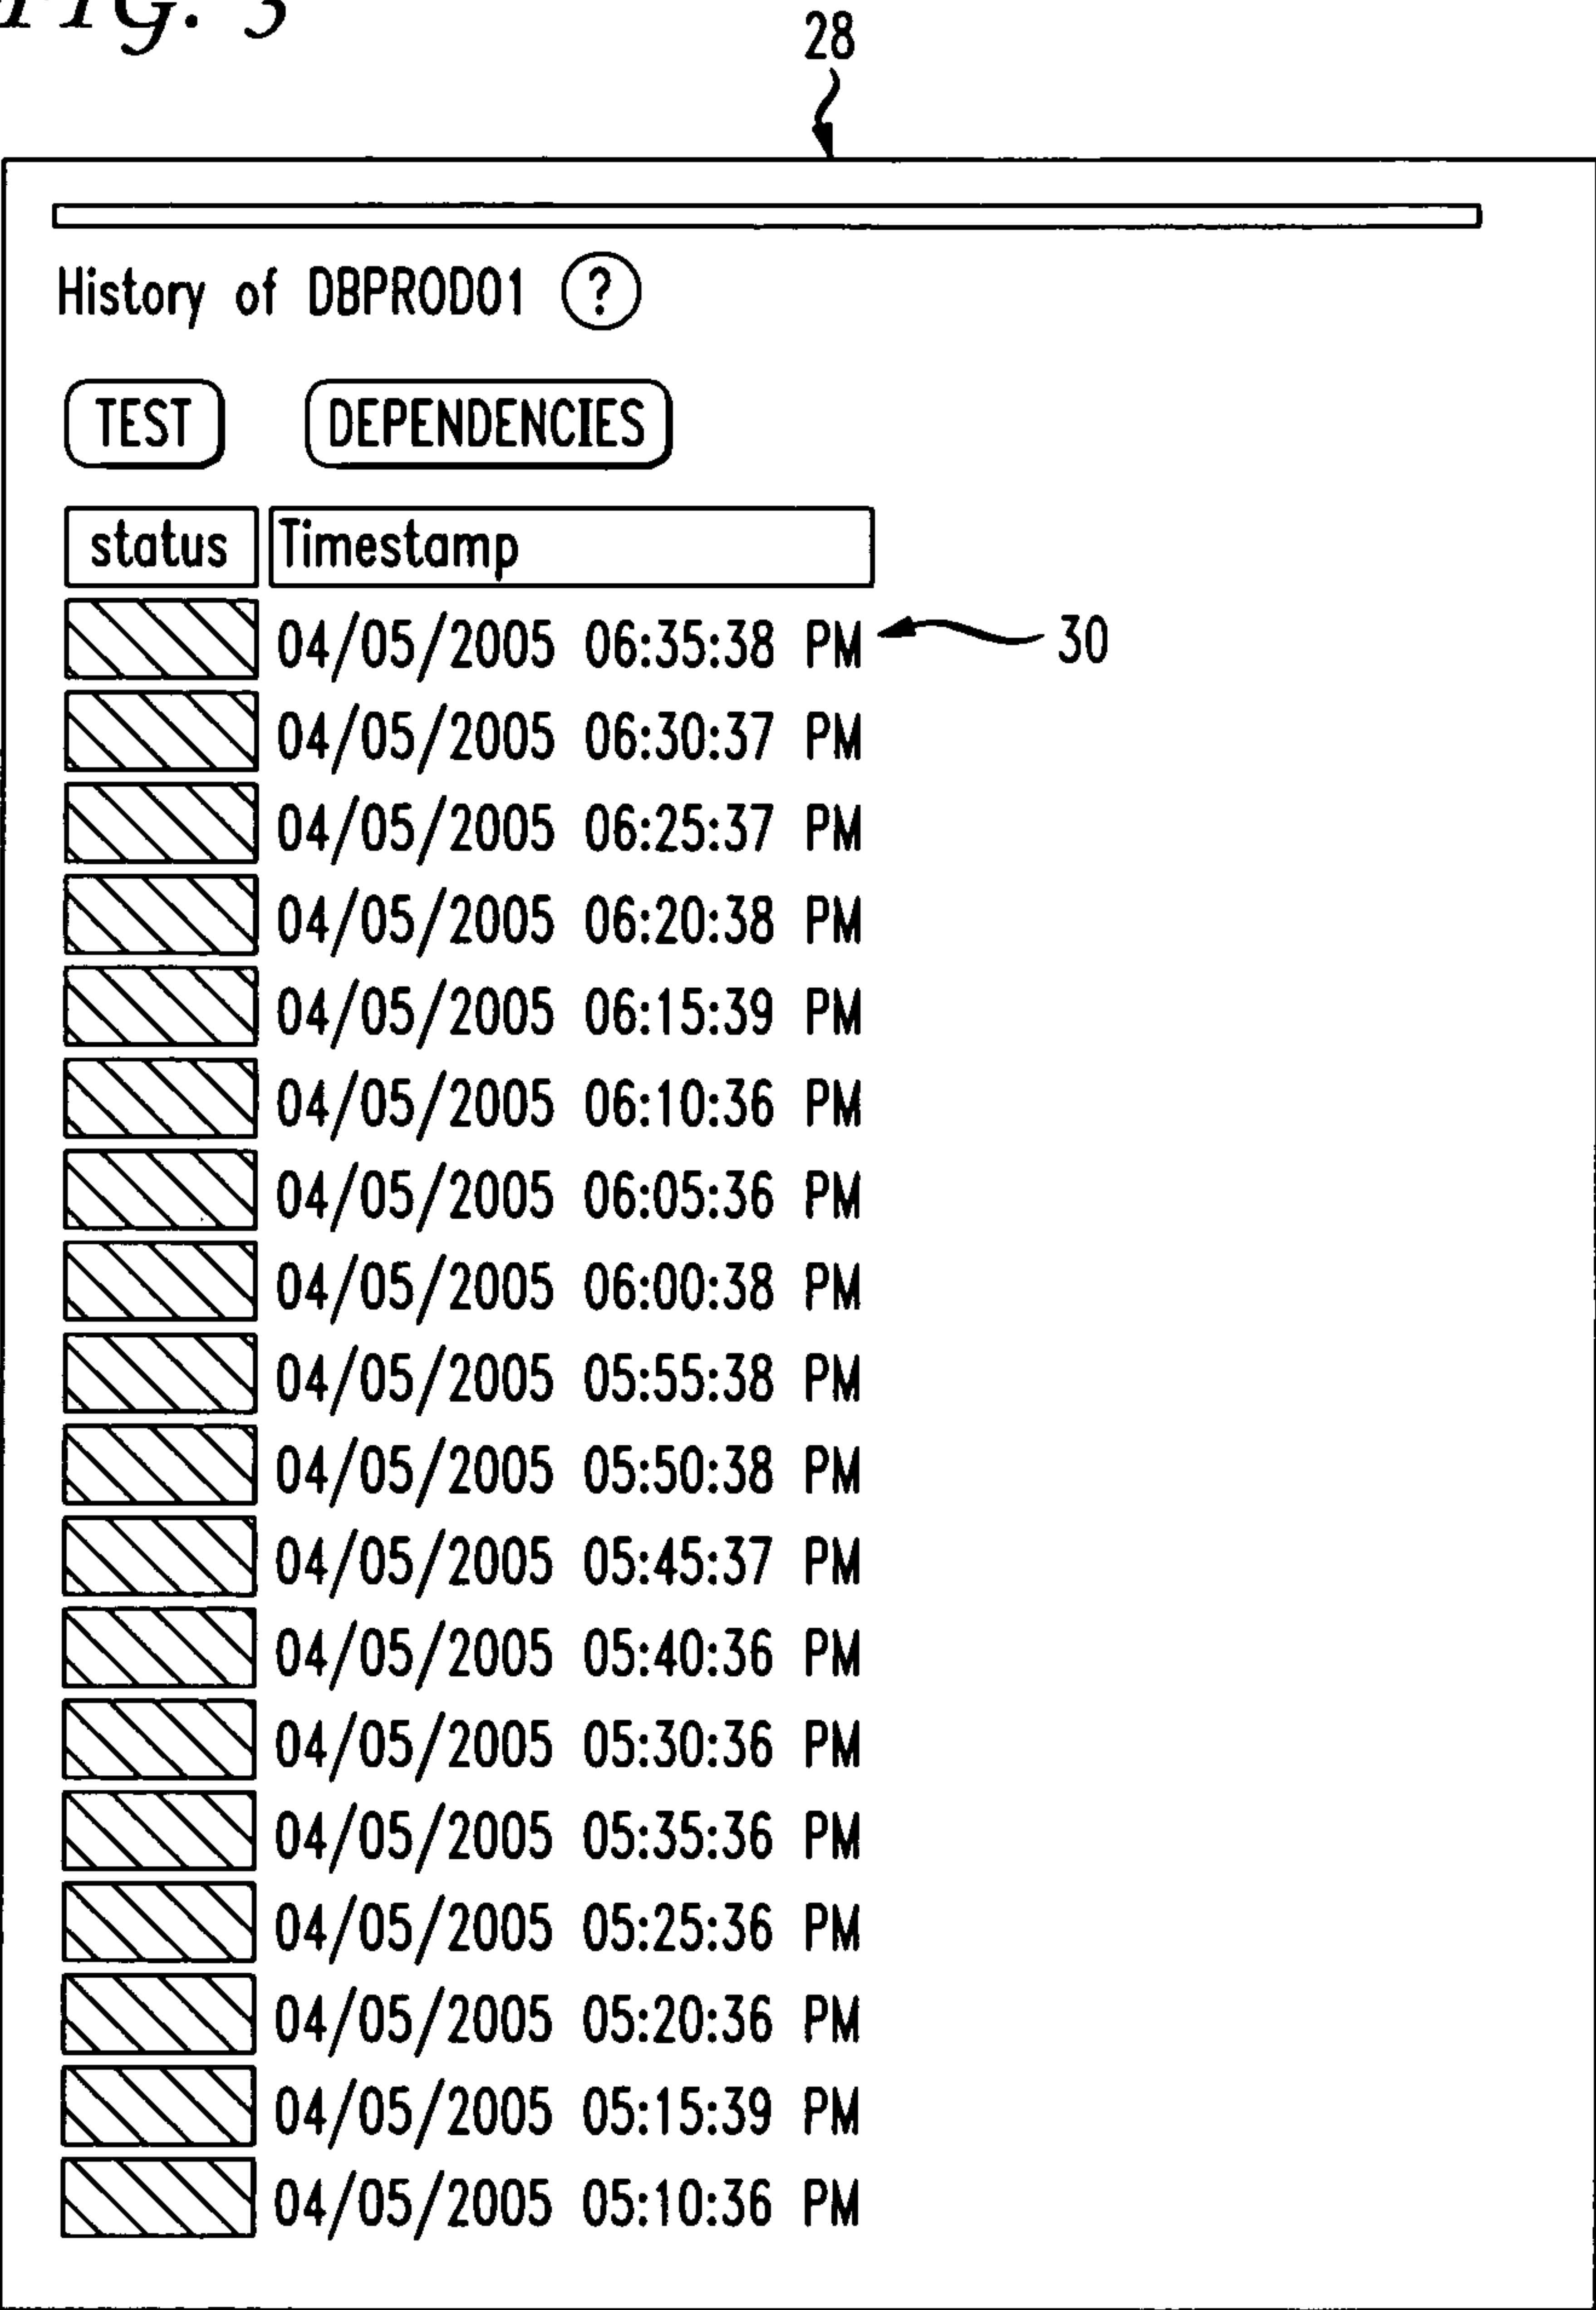 FIG. 3
28
History of DBPROD01 ?
TEST DEPENDENCIES
status Timestamp
04/05/2005 06:35:38 PM 30
04/05/2005 06:30:37 PM
04/05/2005 06:25:37 PM
04/05/2005 06:20:38 PM
04/05/2005 06:15:39 PM
04/05/2005 06:10:36 PM
04/05/2005 06:05:36 PM
04/05/2005 06:00:38 PM
04/05/2005 05:55:38 PM
04/05/2005 05:50:38 PM
04/05/2005 05:45:37 PM
04/05/2005 05:40:36 PM
04/05/2005 05:30:36 PM
04/05/2005 05:35:36 PM
04/05/2005 05:25:36 PM
04/05/2005 05:20:36 PM
04/05/2005 05:15:39 PM
04/05/2005 05:10:36 PM